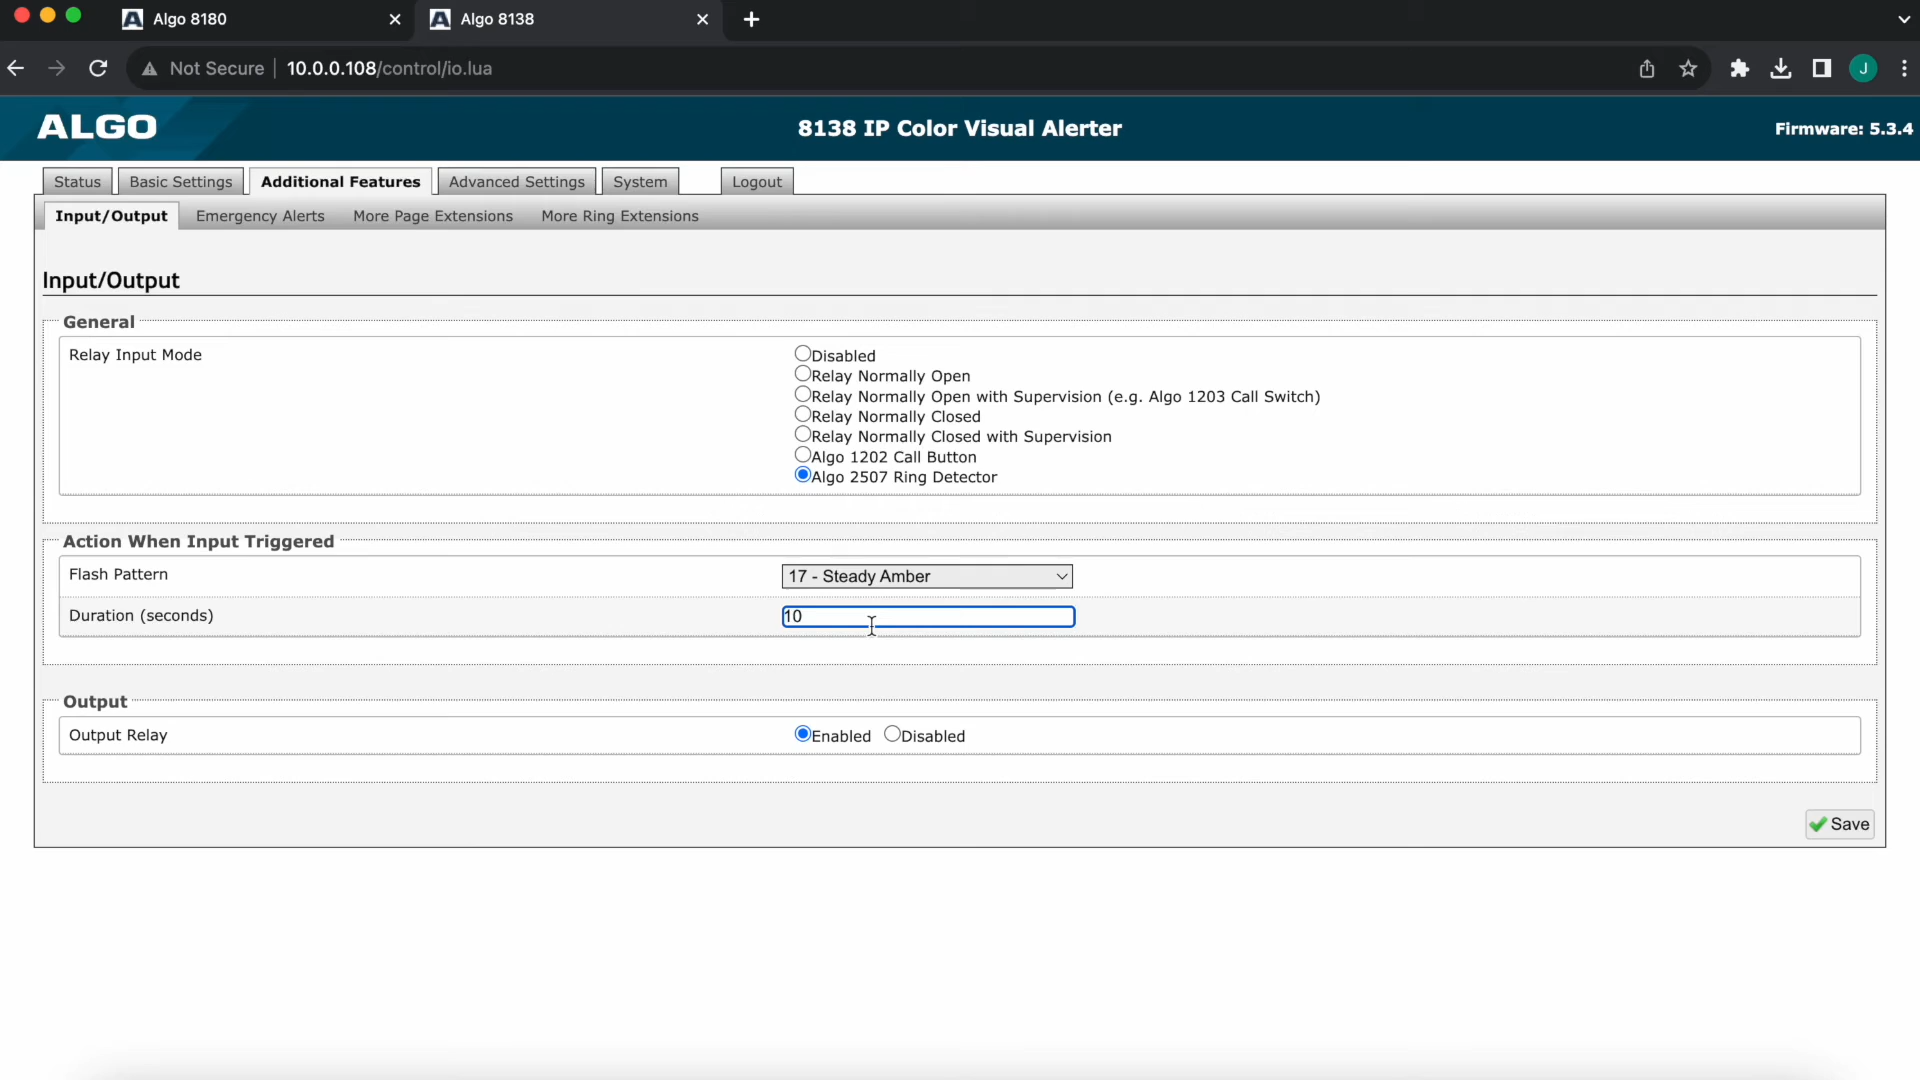 Algo 8180
Algo 8138
Not Secure
10.0.0.108/control/io.lua
J
ALGO
8138 IP Color Visual Alerter
Firmware: 5.3.4
Status
Basic Settings
Additional Features
Advanced Settings
System
Logout
Input/Output
Emergency Alerts
More Page Extensions
More Ring Extensions
Input/Output
General
Relay Input Mode
Disabled
Relay Normally Open
Relay Normally Open with Supervision (e.g. Algo 1203 Call Switch)
Relay Normally Closed
Relay Normally Closed with Supervision
Algo 1202 Call Button
Algo 2507 Ring Detector
Action When Input Triggered
Flash Pattern
17 - Steady Amber
Duration (seconds)
10
Output
Output Relay
Enabled
Disabled
Save